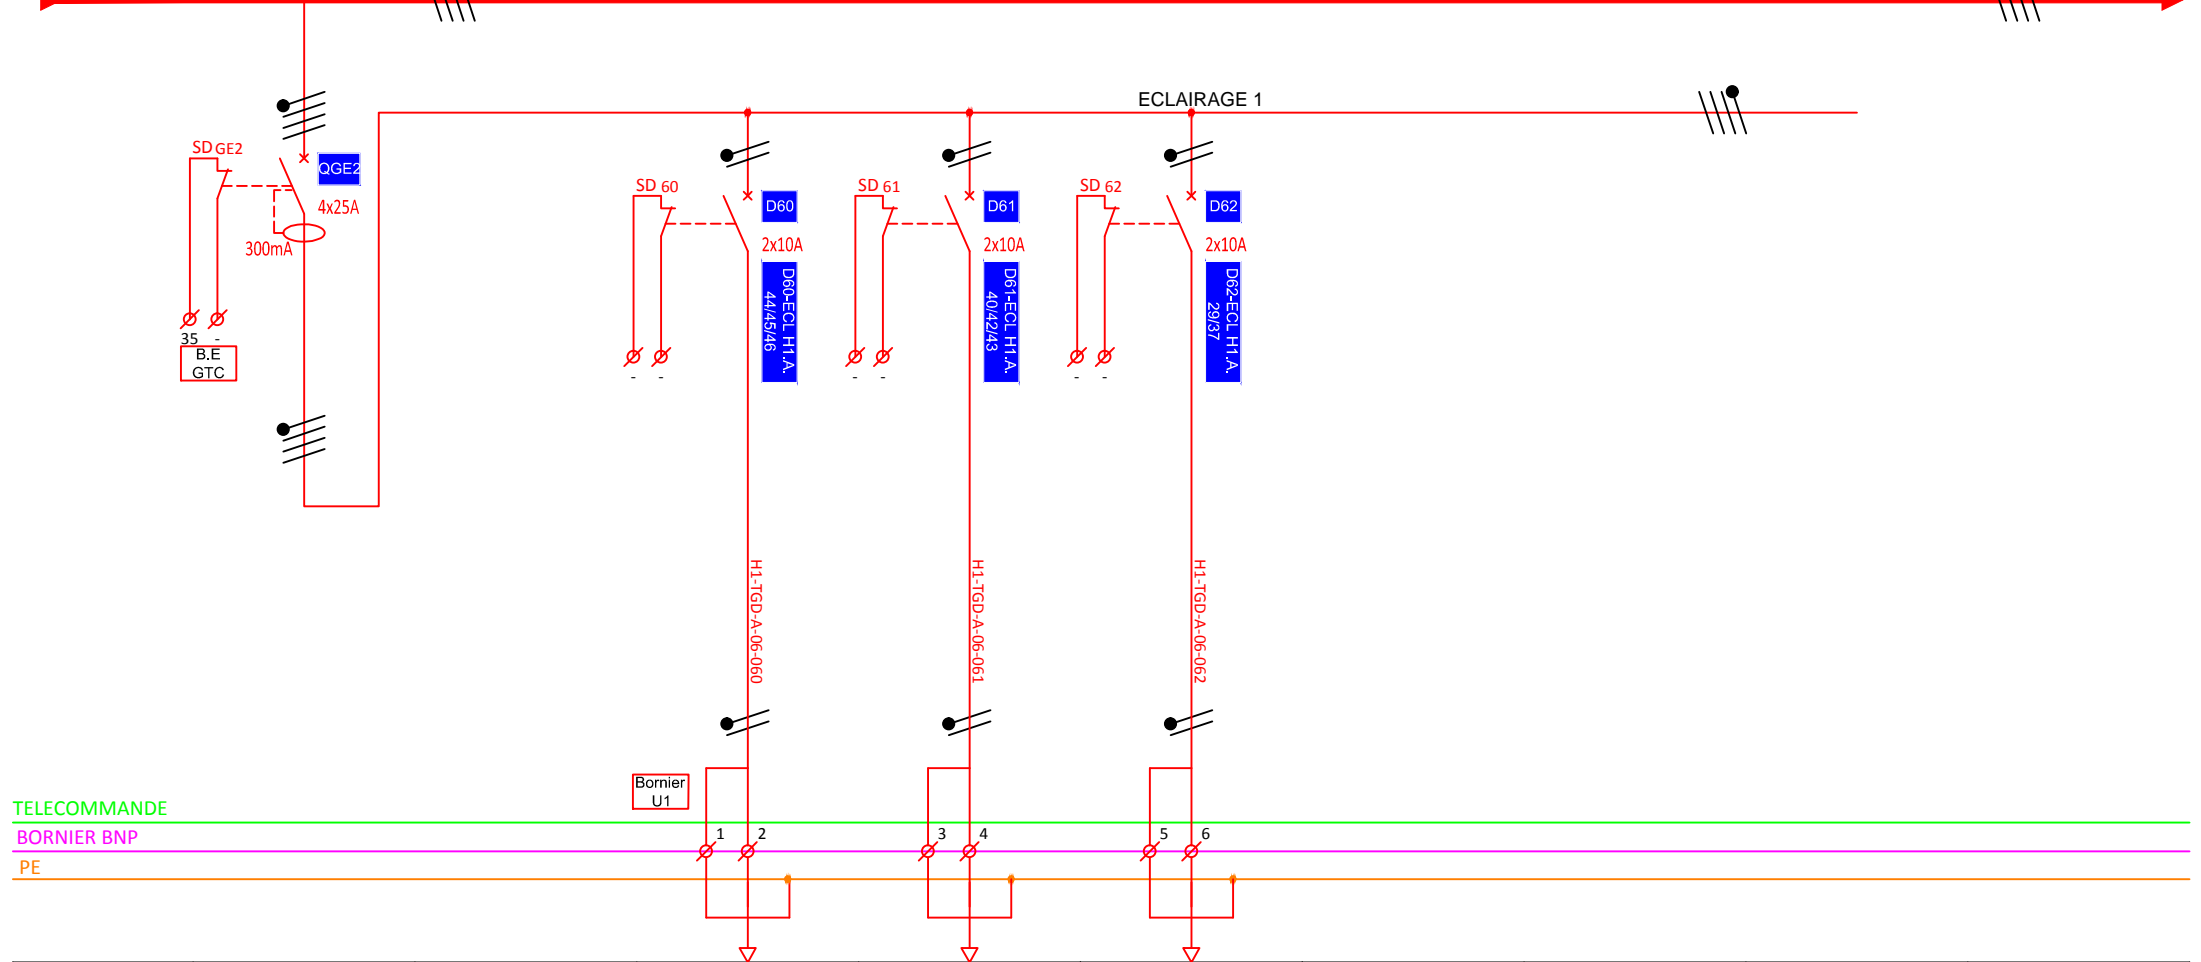 ECLAIRAGE 1
SD GE2
QGE2
4x25A
300mA
35 -
B.E
GTC
SD 60
D60
2x10A
D60-ECL H1.A.
44/45/46
- -
SD 61
D61
2x10A
D61-ECL H1.A.
40/42/43
- -
SD 62
D62
2x10A
D62-ECL H1.A.
29/37
- -
H1-TGD-A-06-060
H1-TGD-A-06-061
H1-TGD-A-06-062
Bornier
U1
TELECOMMANDE
BORNIER BNP
1 2 3 4 5 6
PE